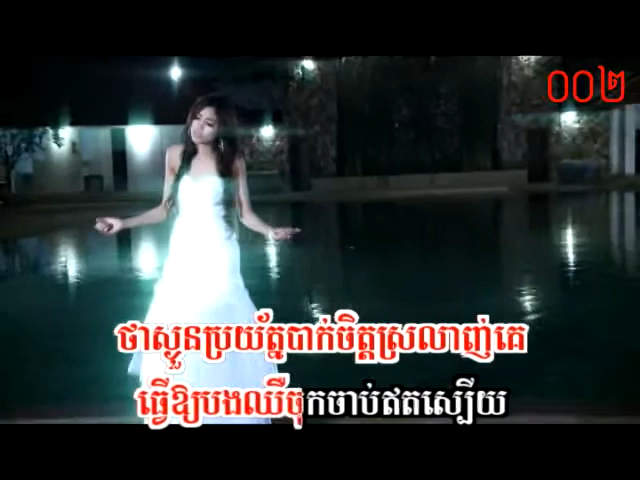 ០០២
ថាស្ងួនប្រយ័ត្នបាក់ចិត្តស្រលាញ់គេ
ធ្វើឱ្យបងឈឺចុកចាប់ឥតស្បើយ